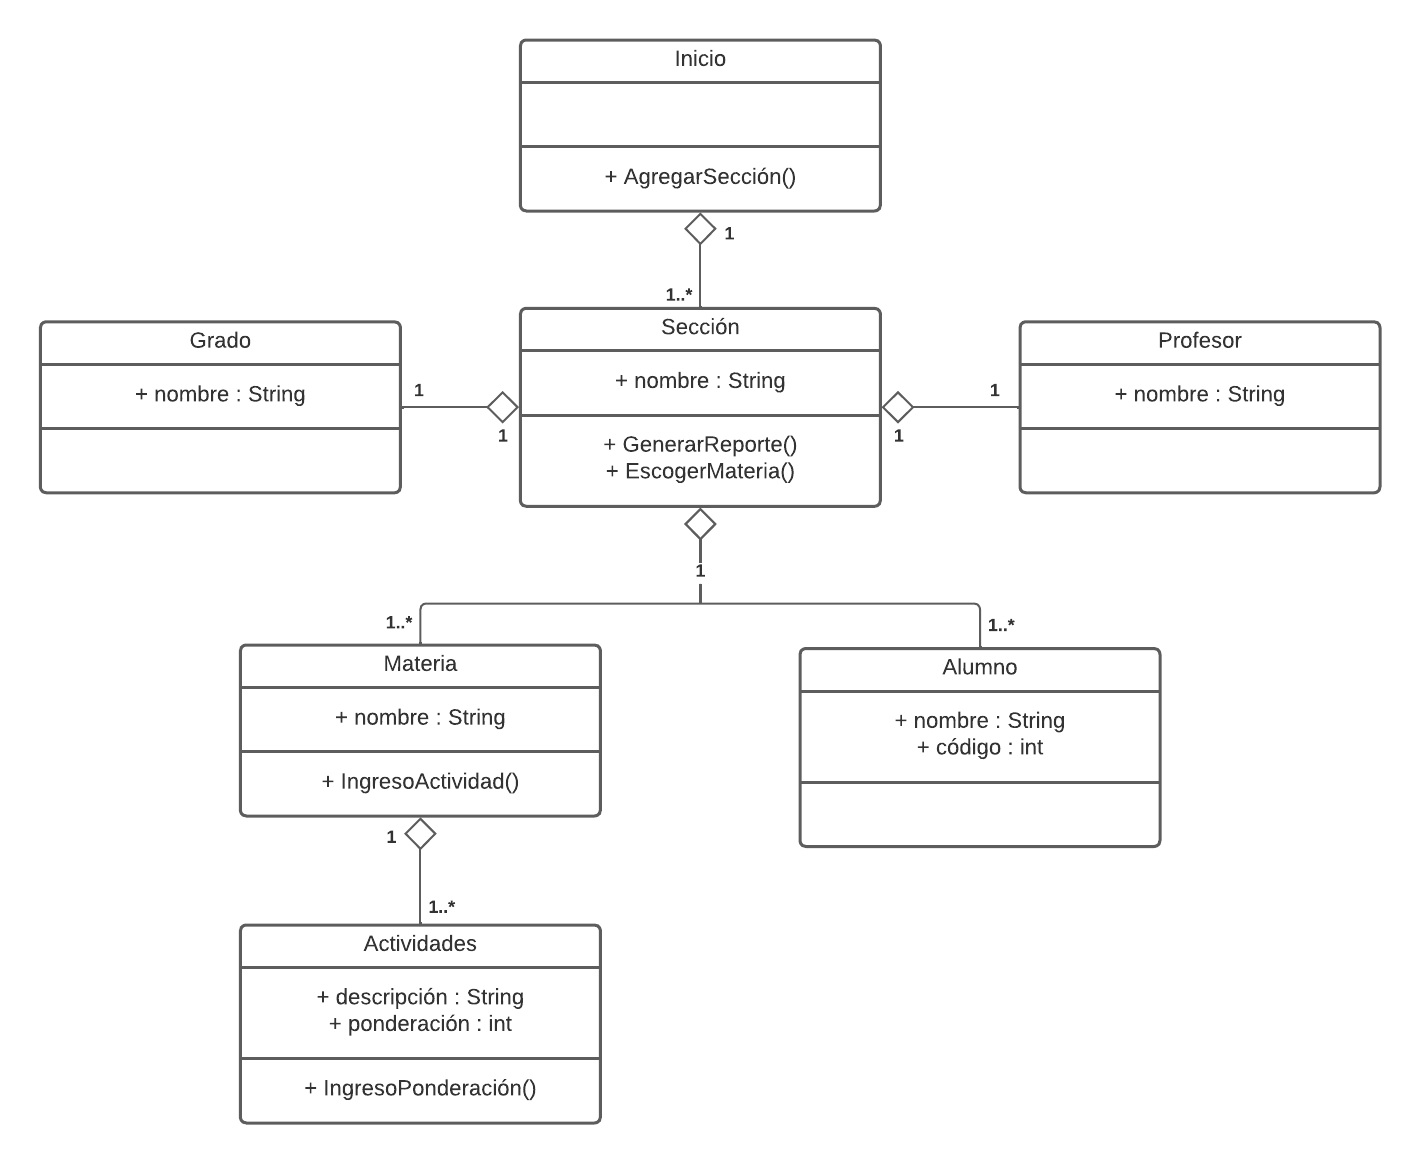 Inicio
+ AgregarSección()
1
1..*
Grado
+ nombre : String
1
1
Sección
+ nombre : String
+ GenerarReporte()
+ EscogerMateria()
1
1
Profesor
+ nombre : String
1
1..*
1..*
Materia
+ nombre : String
+ IngresoActividad()
Alumno
+ nombre : String
+ código : int
1
1..*
Actividades
+ descripción : String
+ ponderación : int
+ IngresoPonderación()